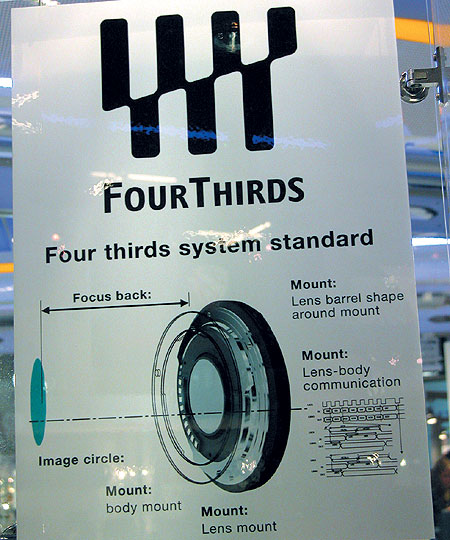 FOURTHIRDS
Four thirds system standard
Focus back:
Mount:
Lens barrel shape
around mount
Mount:
Lens-body
communication
Image circle:
Mount:
body mount
Mount:
Lens mount